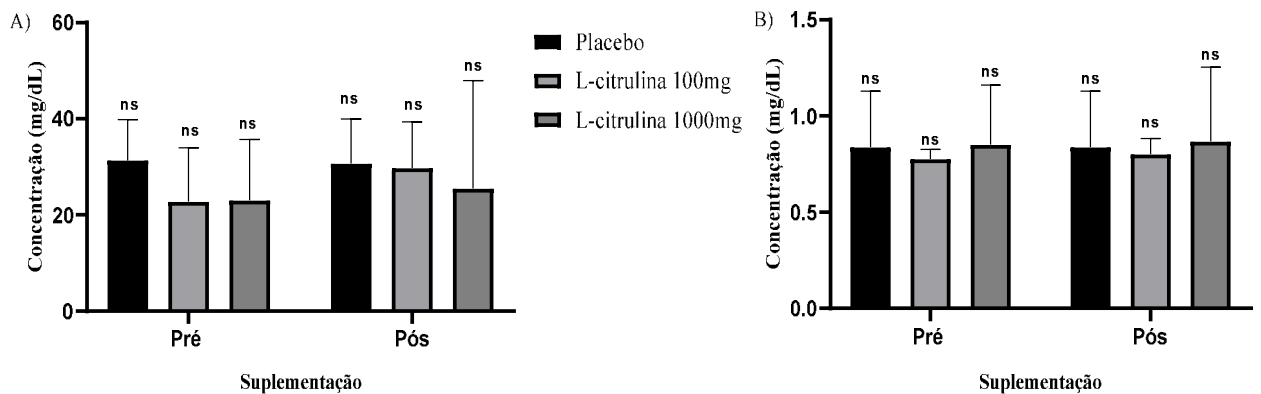 A)
Concentração (mg/dL)
60
40
20
0
ns
ns
ns
ns
ns
ns
Pré
Pós
Suplementação
Placebo
L-citrulina 100mg
L-citrulina 1000mg
B)
Concentração (mg/dL)
1.5
1.0
0.5
0.0
ns
ns
ns
ns
ns
ns
Pré
Pós
Suplementação